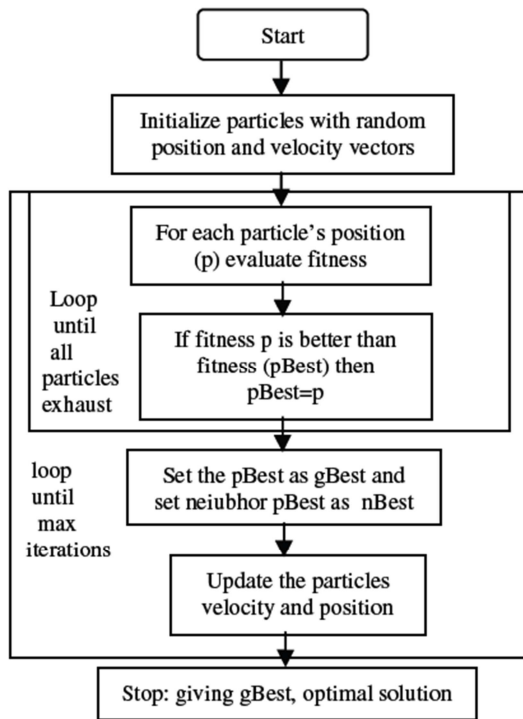 Start
Initialize particles with random
position and velocity vectors
For each particle's position
(p) evaluate fitness
Loop
until
all
particles
exhaust
If fitness p is better than
fitness (pBest) then
pBest=p
loop
until
max
iterations
Set the pBest as gBest and
set neiubhor pBest as nBest
Update the particles
velocity and position
Stop: giving gBest, optimal solution